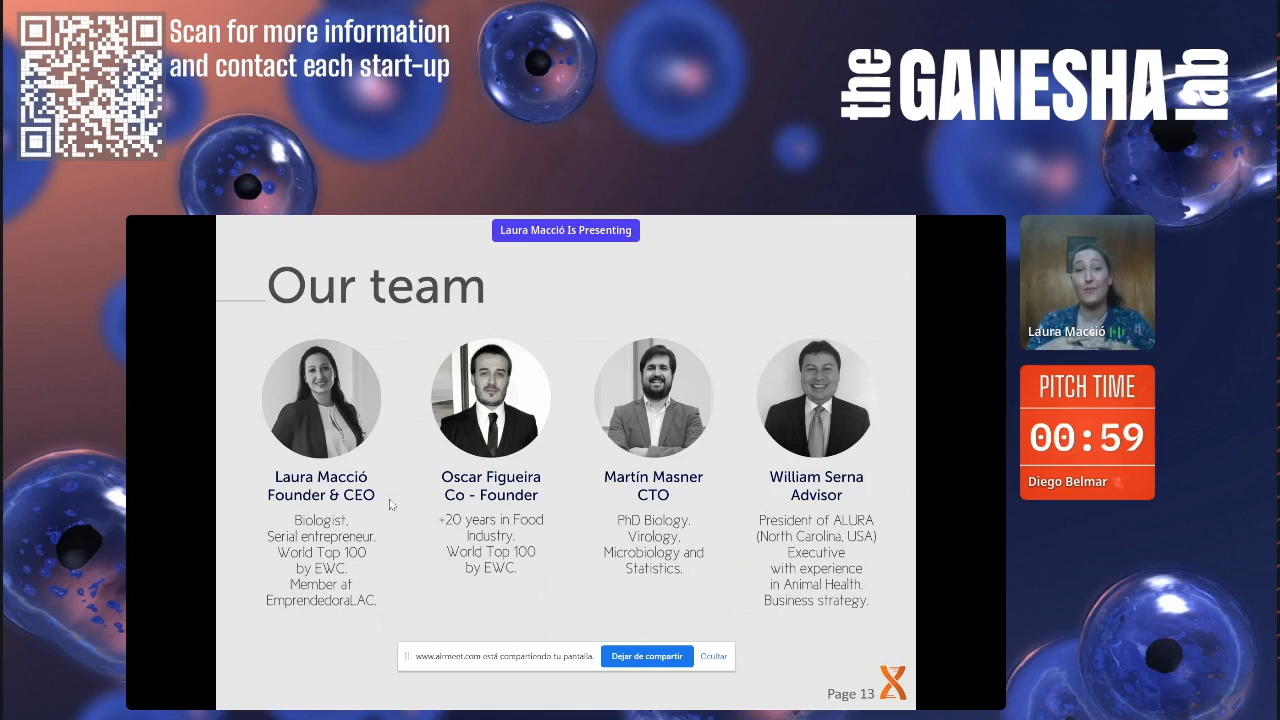 Scan for more information
and contact each start-up
the GANESHA lab
Laura Macció Is Presenting
Our team
Laura Macció
Founder & CEO
Biologist.
Serial entrepreneur.
World Top 100
by EWC.
Member at
EmprendedoraLAC.
Oscar Figueira
Co - Founder
+20 years in Food
Industry.
World Top 100
by EWC.
Martín Masner
CTO
PhD Biology.
Virology.
Microbiology and
Statistics.
William Serna
Advisor
President of ALURA
(North Carolina, USA)
Executive
with experience
in Animal Health.
Business strategy.
www.airmeet.com está compartiendo tu pantalla.
Dejar de compartir
Ocultar
Page 13
Laura Macció
PITCH TIME
00:59
Diego Belmar